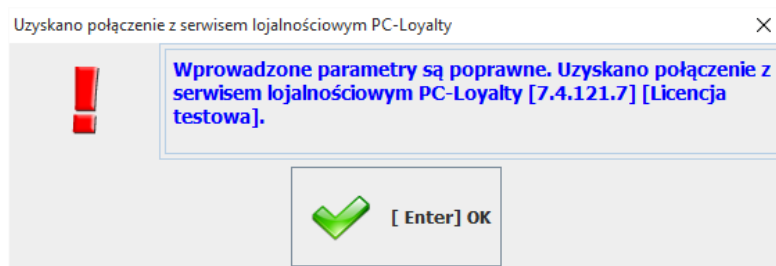 Uzyskano połączenie z serwisem lojalnościowym PC-Loyalty
Wprowadzone parametry są poprawne. Uzyskano połączenie z
serwisem lojalnościowym PC-Loyalty [7.4.121.7] [Licencja
testowa].
[ Enter] OK